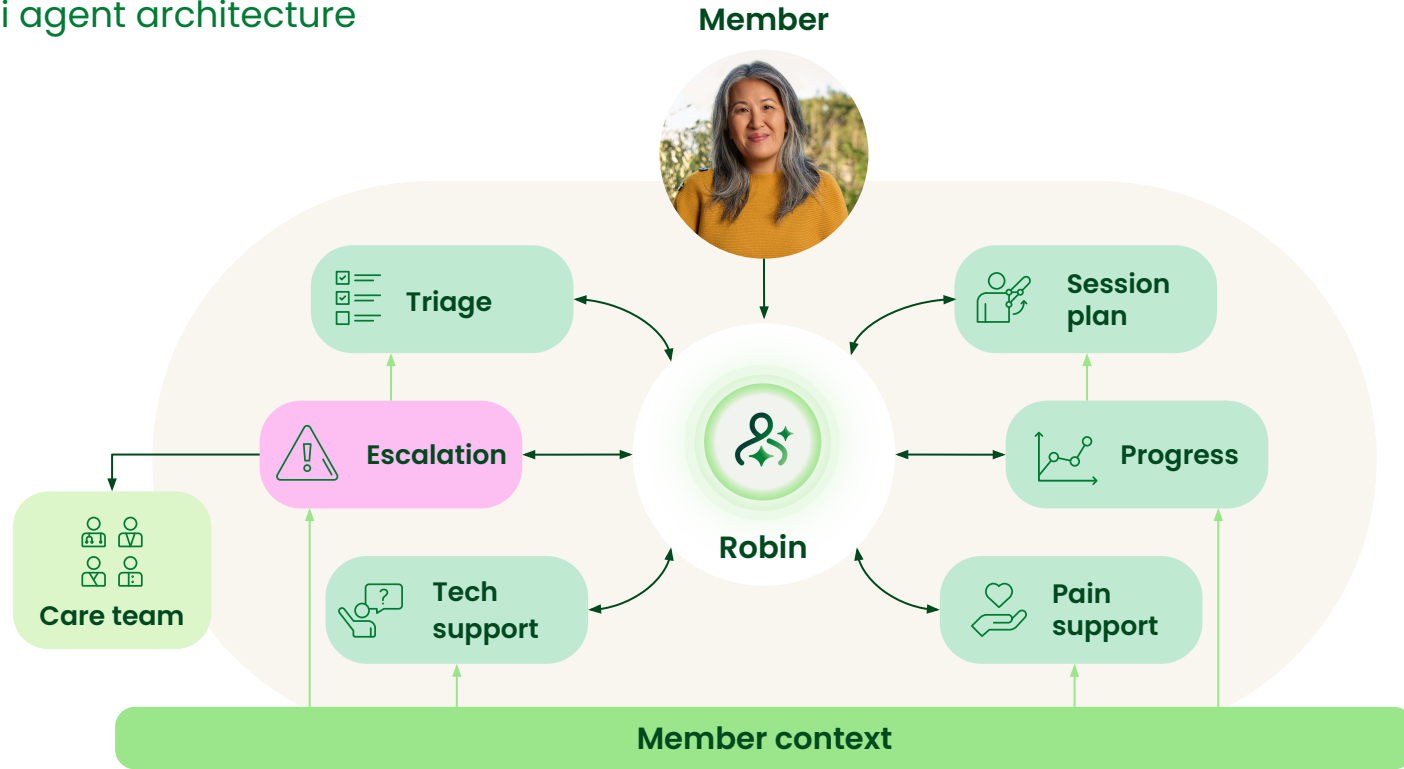 i agent architecture
Member
Triage
Session
plan
Escalation
Progress
Robin
Tech
support
?
Pain
support
Care team
Member context